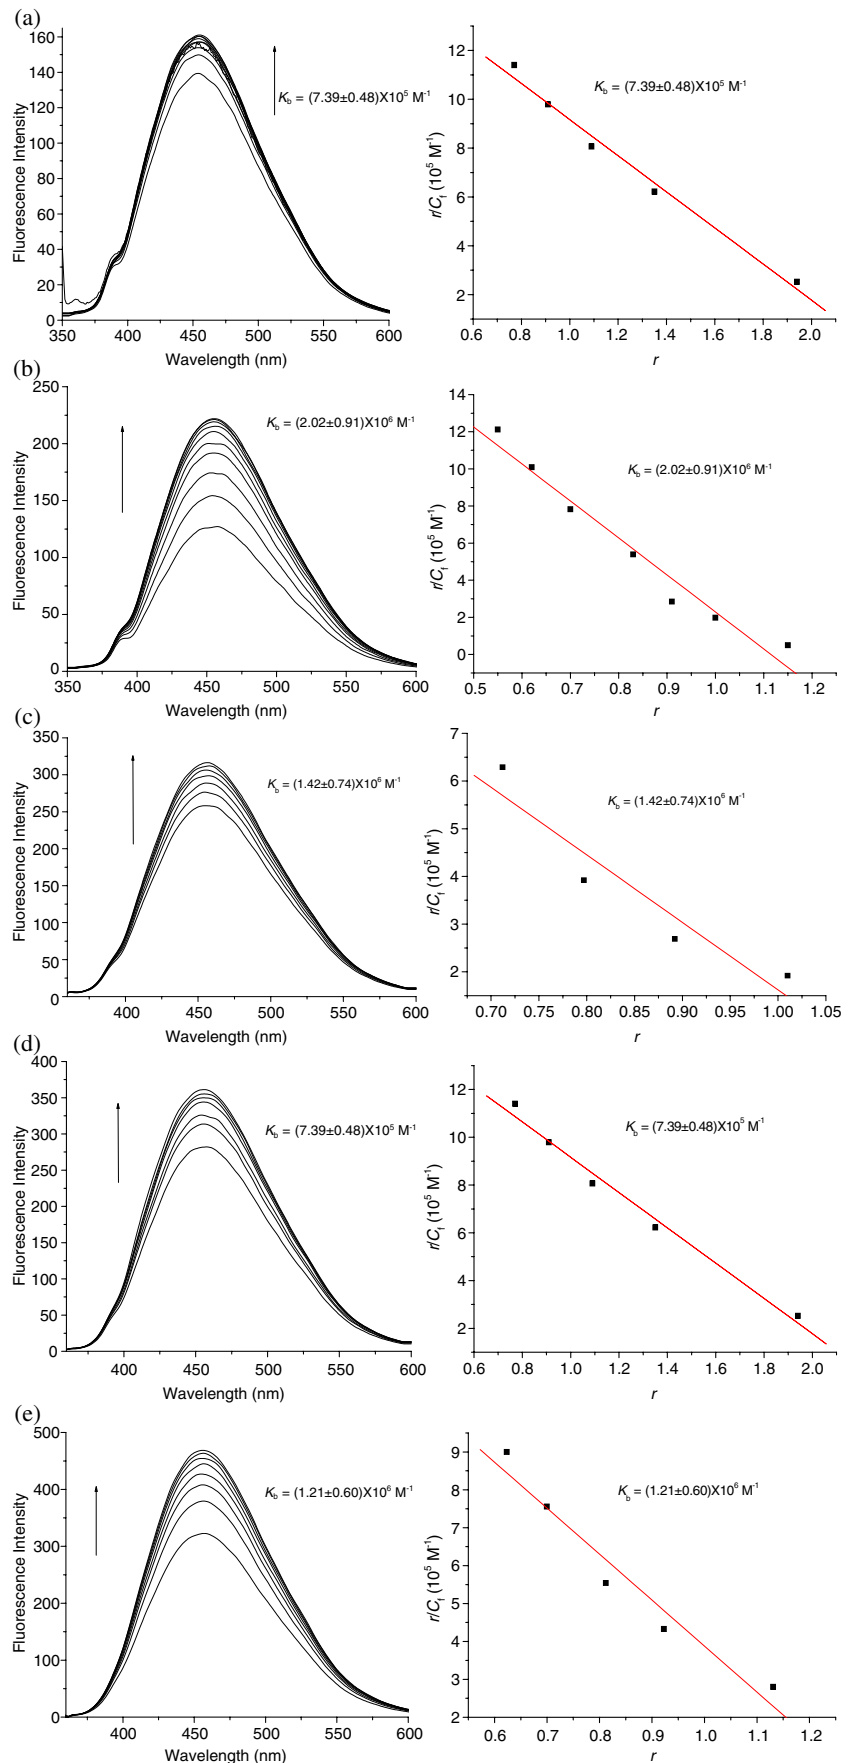 (a)
160
140
120
100
80
60
40
20
0
Fluorescence Intensity
K_b = (7.39±0.48)X10^5 M^-1
350 400 450 500 550 600
Wavelength (nm)
12
10
8
6
4
2
r/C_f (10^5 M^-1)
K_b = (7.39±0.48)X10^5 M^-1
0.6 0.8 1.0 1.2 1.4 1.6 1.8 2.0
r
(b)
250
200
150
100
50
0
Fluorescence Intensity
K_b = (2.02±0.91)X10^6 M^-1
350 400 450 500 550 600
Wavelength (nm)
14
12
10
8
6
4
2
0
r/C_f (10^5 M^-1)
K_b = (2.02±0.91)X10^6 M^-1
0.5 0.6 0.7 0.8 0.9 1.0 1.1 1.2
r
(c)
350
300
250
200
150
100
50
0
Fluorescence Intensity
K_b = (1.42±0.74)X10^6 M^-1
400 450 500 550 600
Wavelength (nm)
7
6
5
4
3
2
r/C_f (10^5 M^-1)
K_b = (1.42±0.74)X10^6 M^-1
0.70 0.75 0.80 0.85 0.90 0.95 1.00 1.05
r
(d)
400
350
300
250
200
150
100
50
0
Fluorescence Intensity
K_b = (7.39±0.48)X10^5 M^-1
400 450 500 550 600
Wavelength (nm)
12
10
8
6
4
2
r/C_f (10^5 M^-1)
K_b = (7.39±0.48)X10^5 M^-1
0.6 0.8 1.0 1.2 1.4 1.6 1.8 2.0
r
(e)
500
400
300
200
100
0
Fluorescence Intensity
K_b = (1.21±0.60)X10^6 M^-1
400 450 500 550 600
Wavelength (nm)
9
8
7
6
5
4
3
2
r/C_f (10^5 M^-1)
K_b = (1.21±0.60)X10^6 M^-1
0.6 0.7 0.8 0.9 1.0 1.1 1.2
r